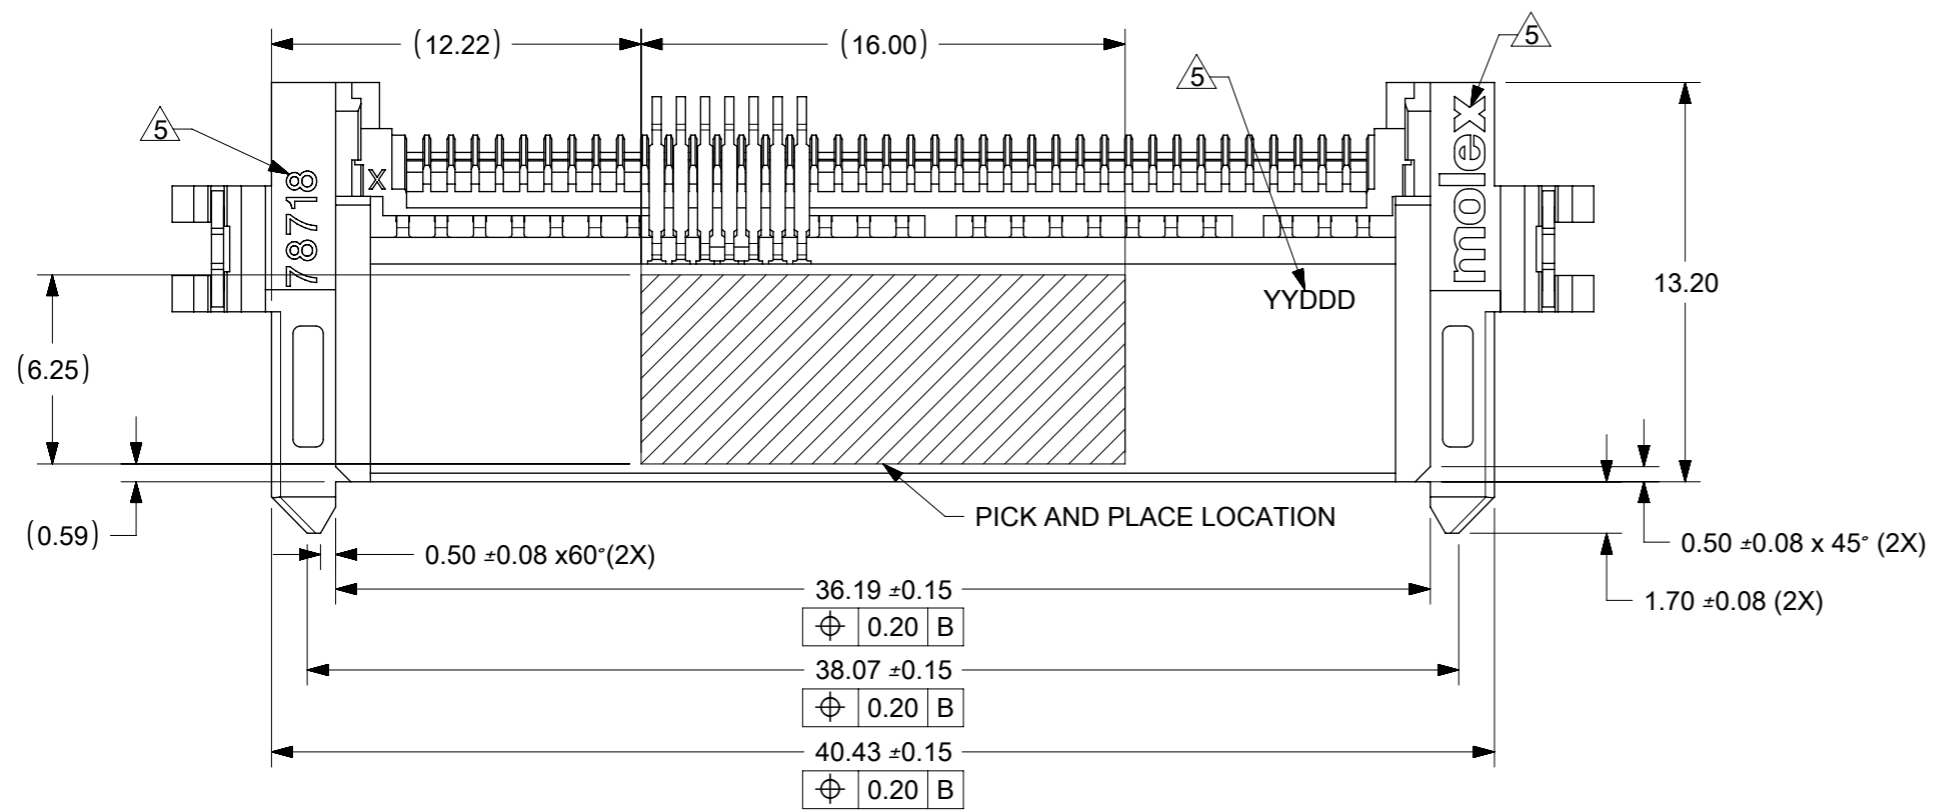 (12.22)
(16.00)
5
5
5
78718
X
molex
13.20
YYDDD
(6.25)
(0.59)
PICK AND PLACE LOCATION
0.50 ±0.08 x60°(2X)
0.50 ±0.08 x 45° (2X)
36.19 ±0.15
1.70 ±0.08 (2X)
⌖ 0.20 B
38.07 ±0.15
⌖ 0.20 B
40.43 ±0.15
⌖ 0.20 B